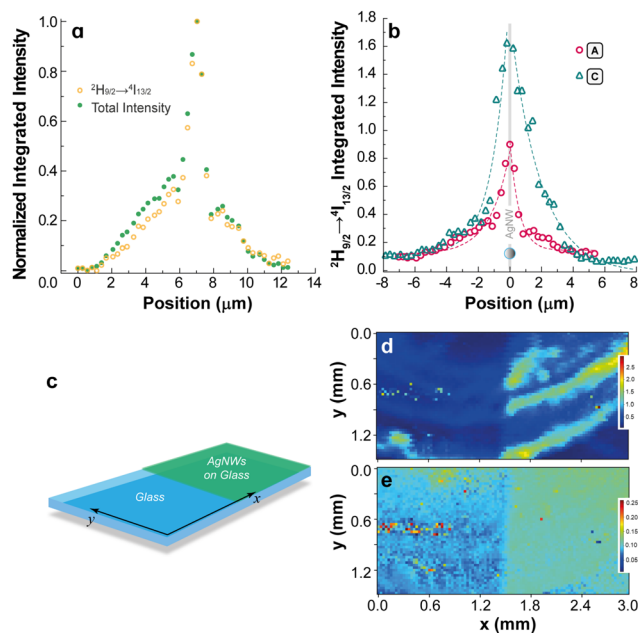 a
Normalized Integrated Intensity
1.0
0.8
0.6
0.4
0.2
0.0
²H₉/₂→⁴I₁₃/₂
Total Intensity
0 2 4 6 8 10 12 14
Position (μm)
b
²H₉/₂→⁴I₁₃/₂ Integrated Intensity
1.8
1.6
1.4
1.2
1.0
0.8
0.6
0.4
0.2
0.0
A
C
AgNW
-8 -6 -4 -2 0 2 4 6 8
Position (μm)
c
AgNWs
on Glass
Glass
x
y
d
y (mm)
0.0
0.6
1.2
2.5
2.0
1.5
1.0
0.5
e
y (mm)
0.0
0.6
1.2
0.25
0.20
0.15
0.10
0.05
0.0 0.6 1.2 1.8 2.4 3.0
x (mm)